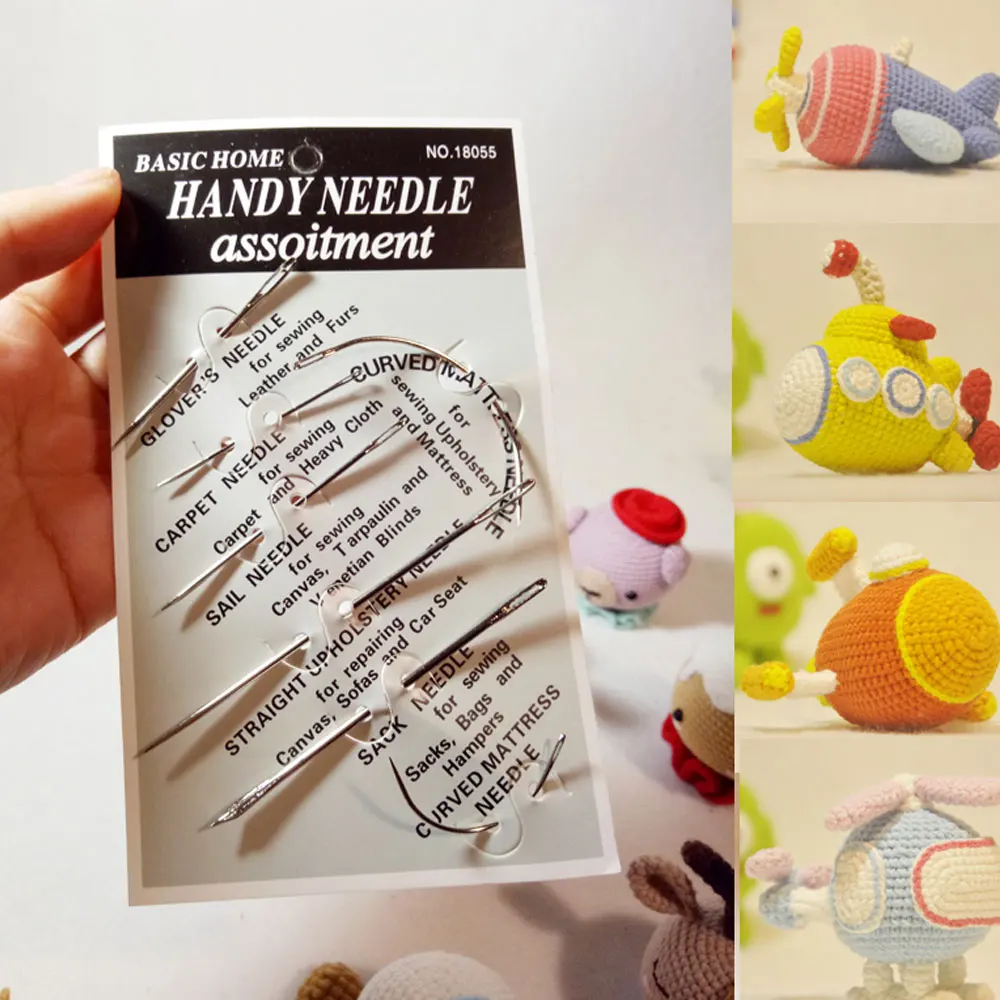 BASIC HOME
NO.18055
HANDY NEEDLE
assoitment
GLOVER'S NEEDLE
for sewing
Leather and Furs
CURVED MATTRESS NEEDLE
for
sewing Upholstery
and Mattress
CARPET NEEDLE
for sewing
Carpet and Heavy Cloth
SAIL NEEDLE
for sewing
Canvas, Tarpaulin and
Venetian Blinds
STRAIGHT UPHOLSTERY NEEDLE
for repairing
Canvas, Sofas and Car Seat
SACK NEEDLE
for sewing
Sacks, Bags and
Hampers
CURVED MATTRESS
NEEDLE